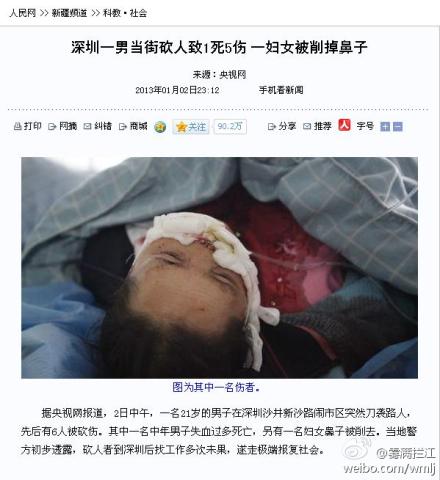 人民网 >> 新疆频道 >> 科教·社会
深圳一男当街砍人致1死5伤 一妇女被削掉鼻子
来源：央视网
2013年01月02日23:12 手机看新闻
打印 网摘 纠错 商城 关注 90.2万 分享 推荐 字号
图为其中一名伤者。
据央视网报道，2日中午，一名21岁的男子在深圳沙井新沙路闹市区突然刀袭路人，
先后有6人被砍伤。其中一名中年男子失血过多死亡，另有一名妇女鼻子被削去。当地警
方初步透露，砍人者到深圳后找工作多次未果，遂走极端报复社会。
@雾满拦江
weibo.com/wmlj